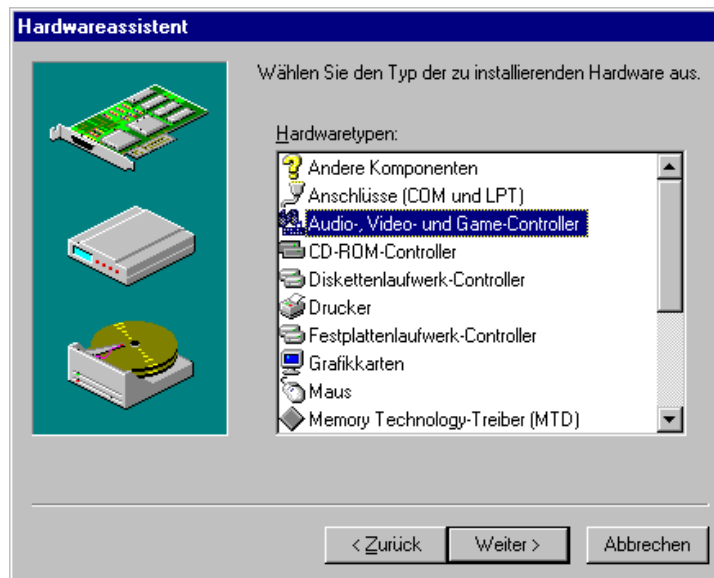 Hardwareassistent
Wählen Sie den Typ der zu installierenden Hardware aus.
Hardwaretypen:
Andere Komponenten
Anschlüsse (COM und LPT)
Audio-, Video- und Game-Controller
CD-ROM-Controller
Diskettenlaufwerk-Controller
Drucker
Festplattenlaufwerk-Controller
Grafikkarten
Maus
Memory Technology-Treiber (MTD)
< Zurück
Weiter >
Abbrechen